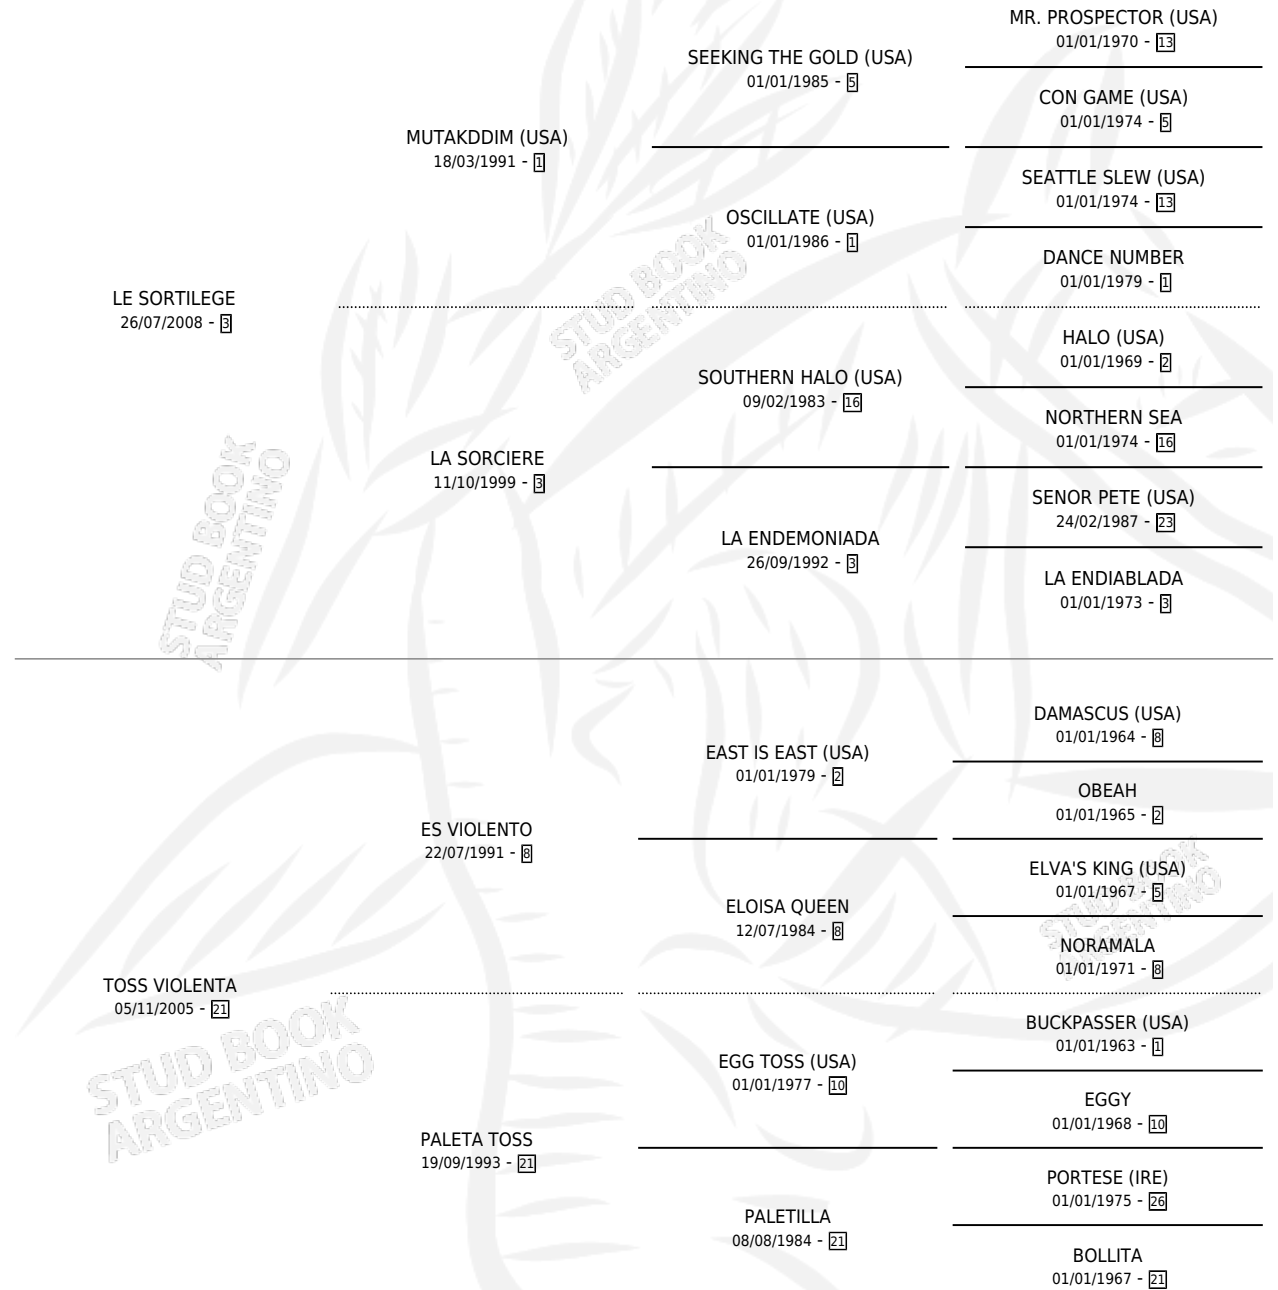 MR. PROSPECTOR (USA)
01/01/1970 - 13
SEEKING THE GOLD (USA)
01/01/1985 - 5
CON GAME (USA)
01/01/1974 - 5
MUTAKDDIM (USA)
18/03/1991 - 1
SEATTLE SLEW (USA)
01/01/1974 - 13
OSCILLATE (USA)
01/01/1986 - 1
DANCE NUMBER
01/01/1979 - 1
LE SORTILEGE
26/07/2008 - 3
HALO (USA)
01/01/1969 - 2
SOUTHERN HALO (USA)
09/02/1983 - 16
NORTHERN SEA
01/01/1974 - 16
LA SORCIERE
11/10/1999 - 3
SENOR PETE (USA)
24/02/1987 - 23
LA ENDEMONIADA
26/09/1992 - 3
LA ENDIABLADA
01/01/1973 - 3
STUD BOOK
ARGENTINO
STUD BOOK
ARGENTINO
DAMASCUS (USA)
01/01/1964 - 8
EAST IS EAST (USA)
01/01/1979 - 2
OBEAH
01/01/1965 - 2
ES VIOLENTO
22/07/1991 - 8
ELVA'S KING (USA)
01/01/1967 - 5
ELOISA QUEEN
12/07/1984 - 8
NORAMALA
01/01/1971 - 8
TOSS VIOLENTA
05/11/2005 - 21
BUCKPASSER (USA)
01/01/1963 - 1
EGG TOSS (USA)
01/01/1977 - 10
EGGY
01/01/1968 - 10
PALETA TOSS
19/09/1993 - 21
PORTESE (IRE)
01/01/1975 - 26
PALETILLA
08/08/1984 - 21
BOLLITA
01/01/1967 - 21
STUD BOOK
ARGENTINO
STUD BOOK
ARGENTINO